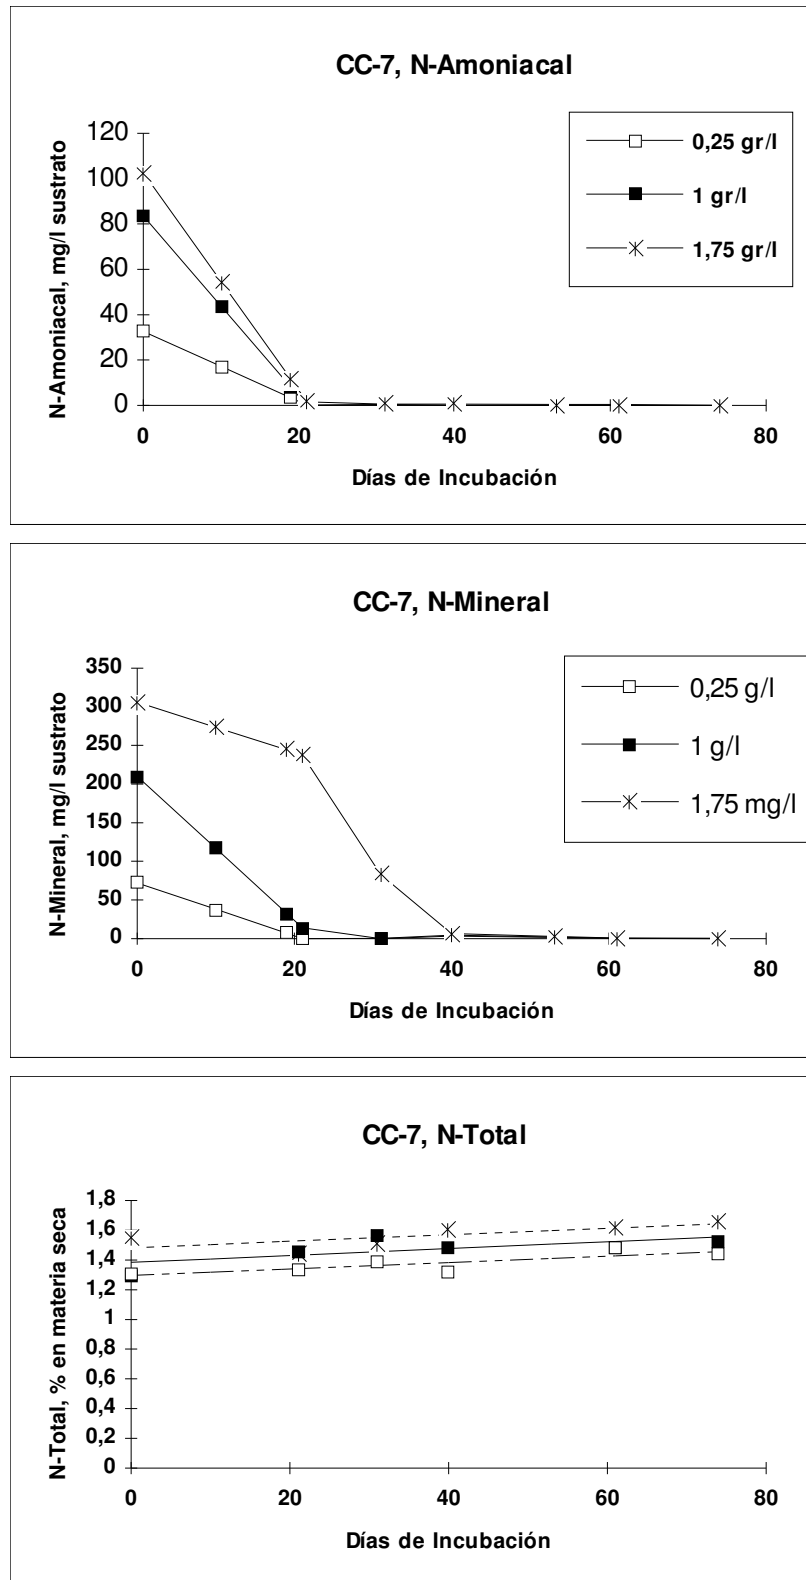 CC-7, N-Amoniacal
N-Amoniacal, mg/l sustrato
120
100
80
60
40
20
0
0 20 40 60 80
Días de Incubación
0,25 gr/l
1 gr/l
1,75 gr/l
CC-7, N-Mineral
N-Mineral, mg/l sustrato
350
300
250
200
150
100
50
0
0 20 40 60 80
Días de Incubación
0,25 g/l
1 g/l
1,75 mg/l
CC-7, N-Total
N-Total, % en materia seca
1,8
1,6
1,4
1,2
1
0,8
0,6
0,4
0,2
0
0 20 40 60 80
Días de Incubación